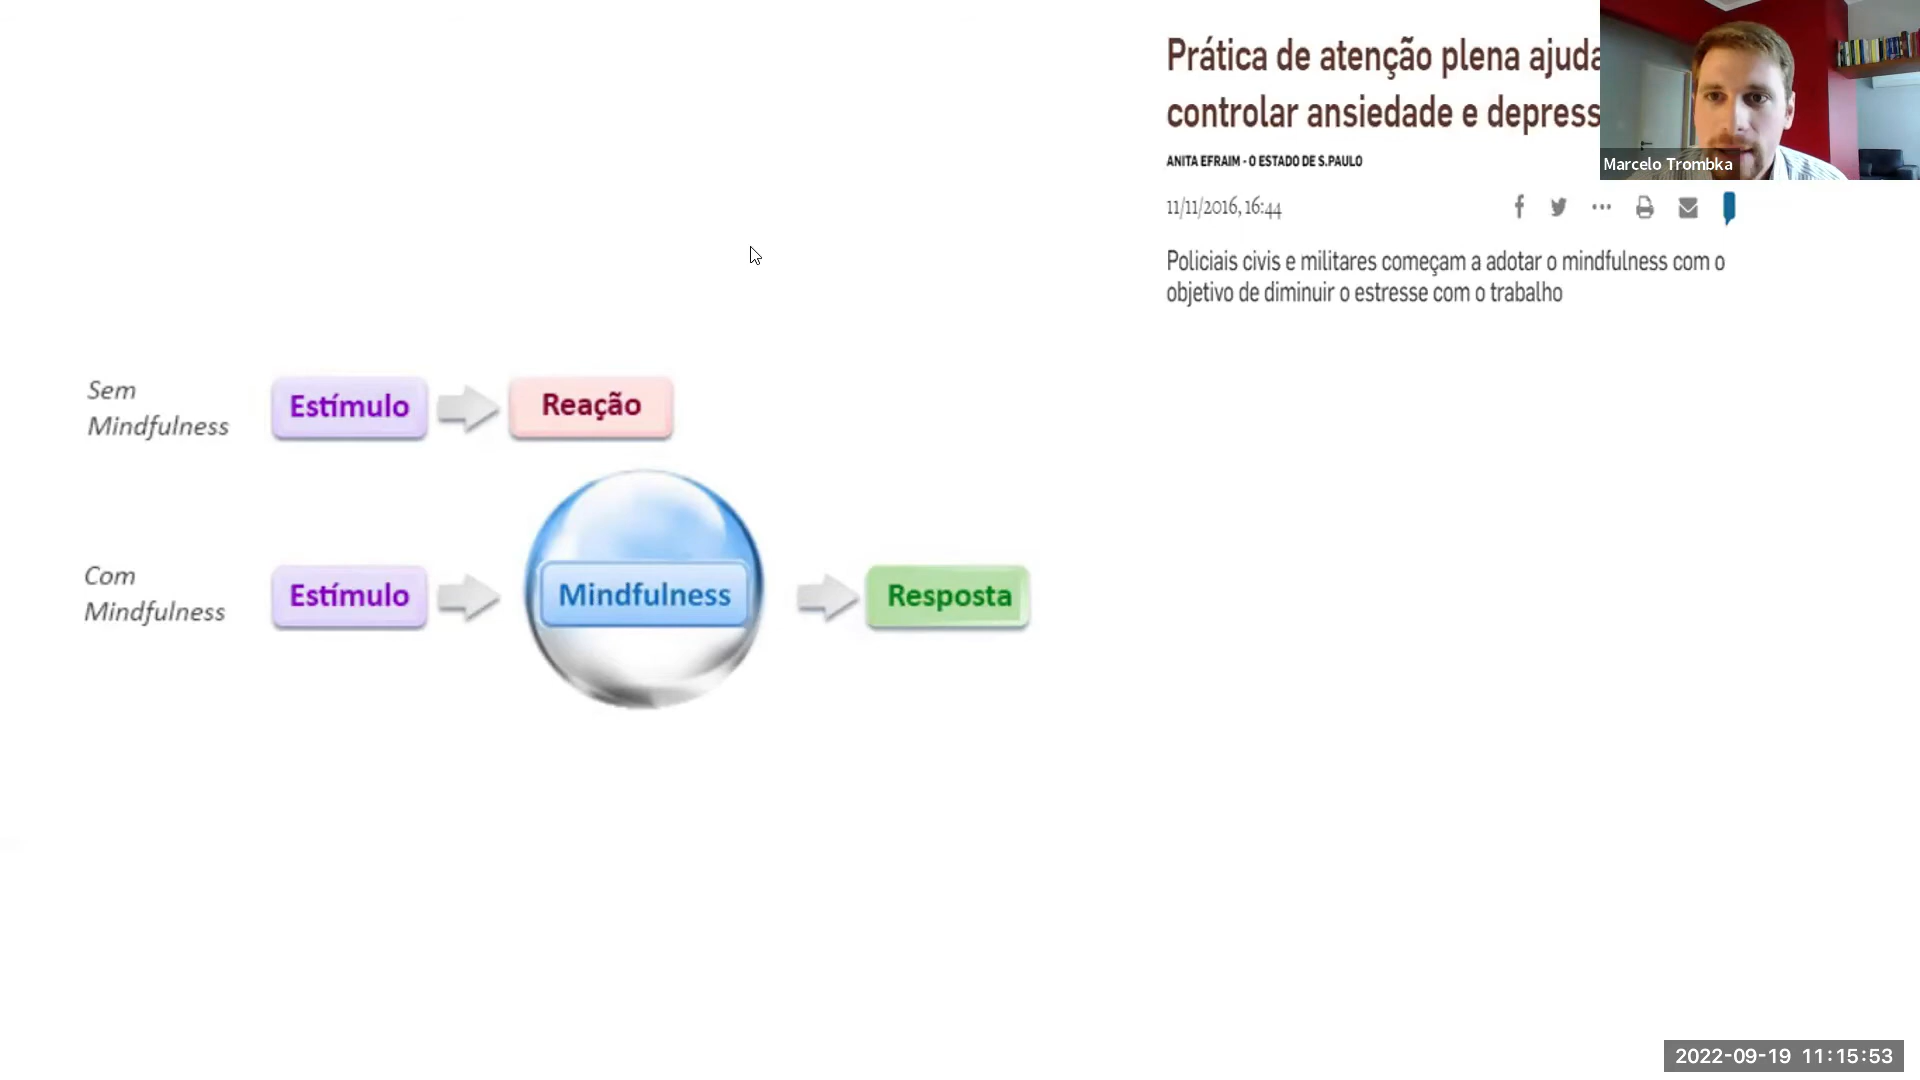 Prática de atenção plena ajuda
controlar ansiedade e depress
ANITA EFRAIM - O ESTADO DE S.PAULO
11/11/2016, 16:44
Policiais civis e militares começam a adotar o mindfulness com o
objetivo de diminuir o estresse com o trabalho
Marcelo Trombka
Sem
Mindfulness
Estímulo
Reação
Com
Mindfulness
Estímulo
Mindfulness
Resposta
2022-09-19 11:15:53